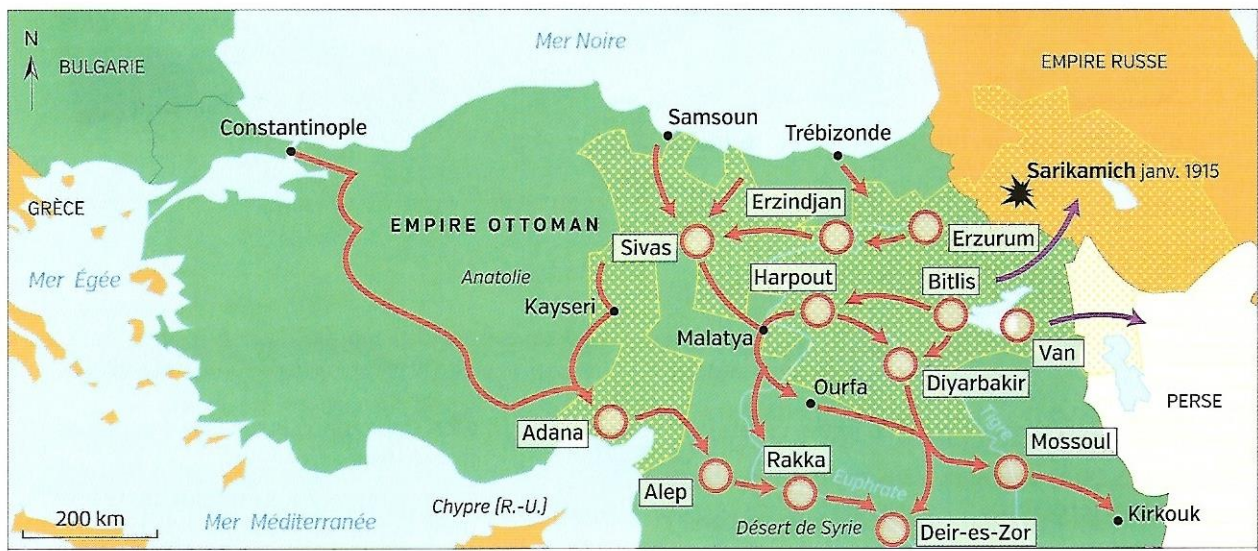 N
BULGARIE
Mer Noire
EMPIRE RUSSE
Constantinople
Samsoun
Trébizonde
Sarikamich janv. 1915
GRÈCE
EMPIRE OTTOMAN
Erzindjan
Erzurum
Sivas
Mer Égée
Anatolie
Harpout
Bitlis
Kayseri
Malatya
Van
Diyarbakir
Ourfa
PERSE
Adana
Tigre
Mossoul
Rakka
Alep
Euphrate
Chypre (R.-U.)
200 km
Mer Méditerranée
Désert de Syrie
Deir-es-Zor
Kirkouk